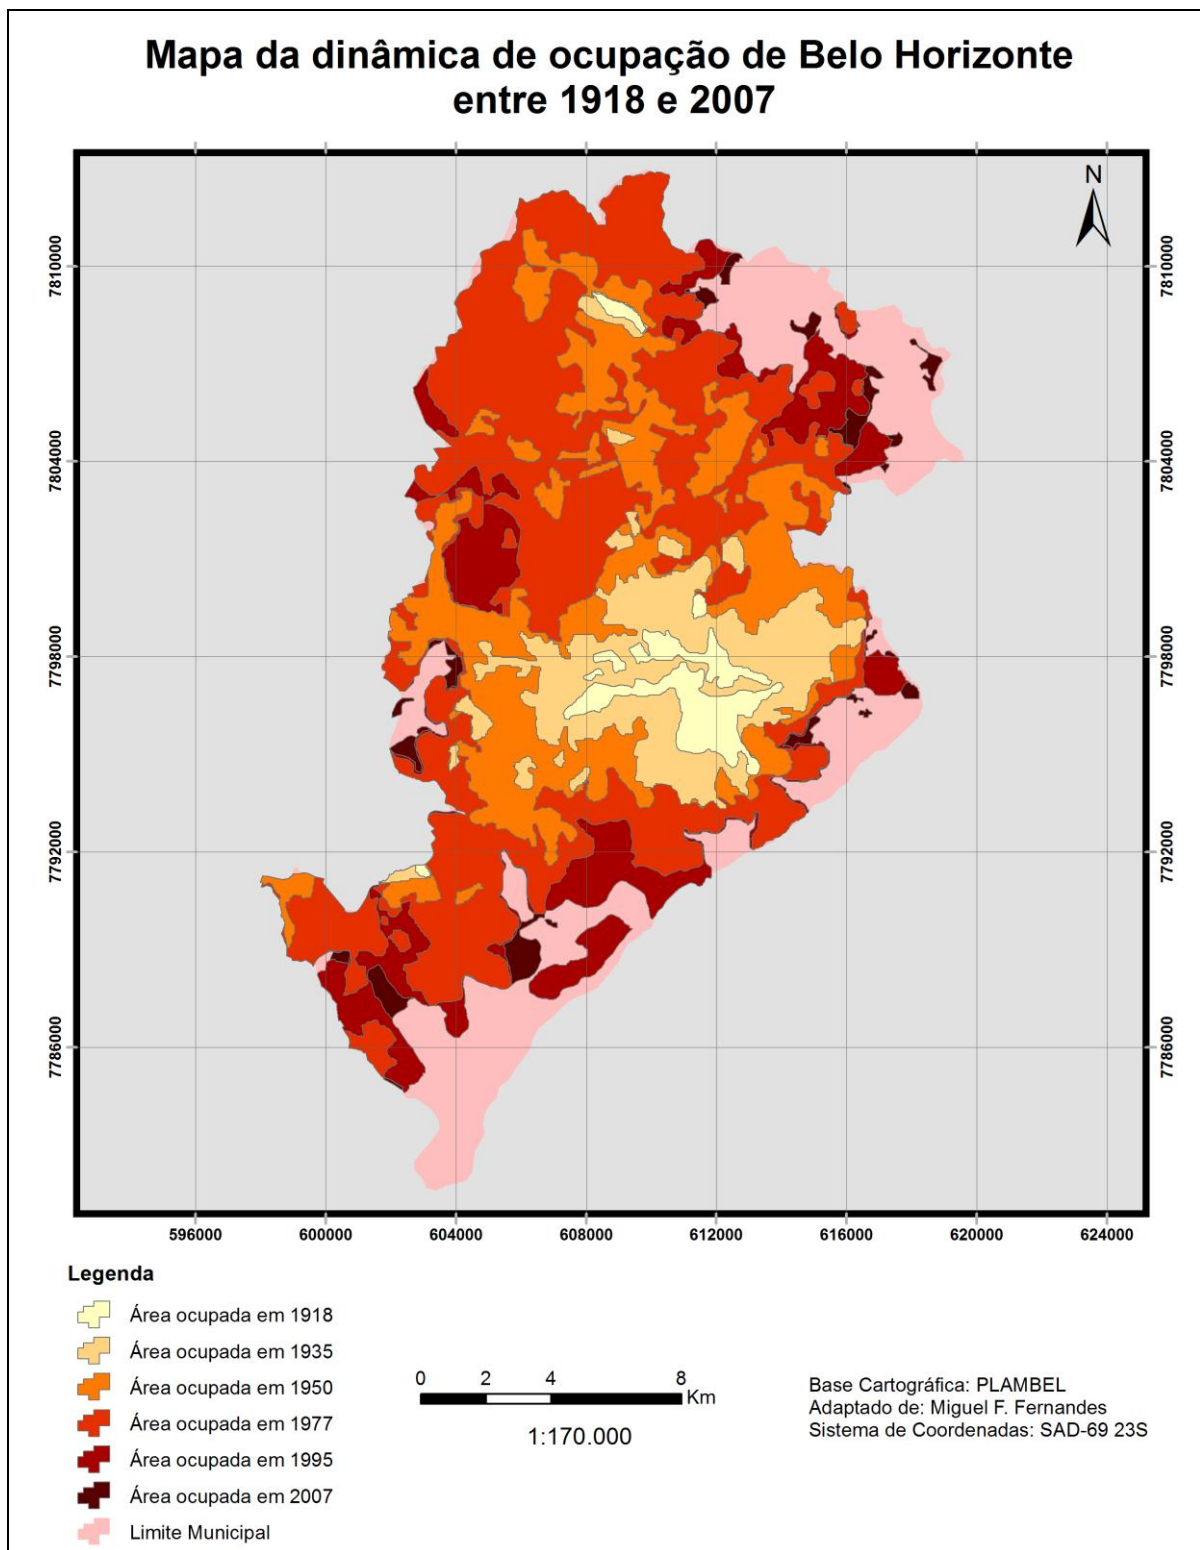 Mapa da dinâmica de ocupação de Belo Horizonte
entre 1918 e 2007
N
7810000
7810000
7804000
7804000
7798000
7798000
7792000
7792000
7786000
7786000
596000 600000 604000 608000 612000 616000 620000 624000
Legenda
Área ocupada em 1918
Área ocupada em 1935
Área ocupada em 1950
Área ocupada em 1977
Área ocupada em 1995
Área ocupada em 2007
Limite Municipal
0 2 4 8
Km
1:170.000
Base Cartográfica: PLAMBEL
Adaptado de: Miguel F. Fernandes
Sistema de Coordenadas: SAD-69 23S